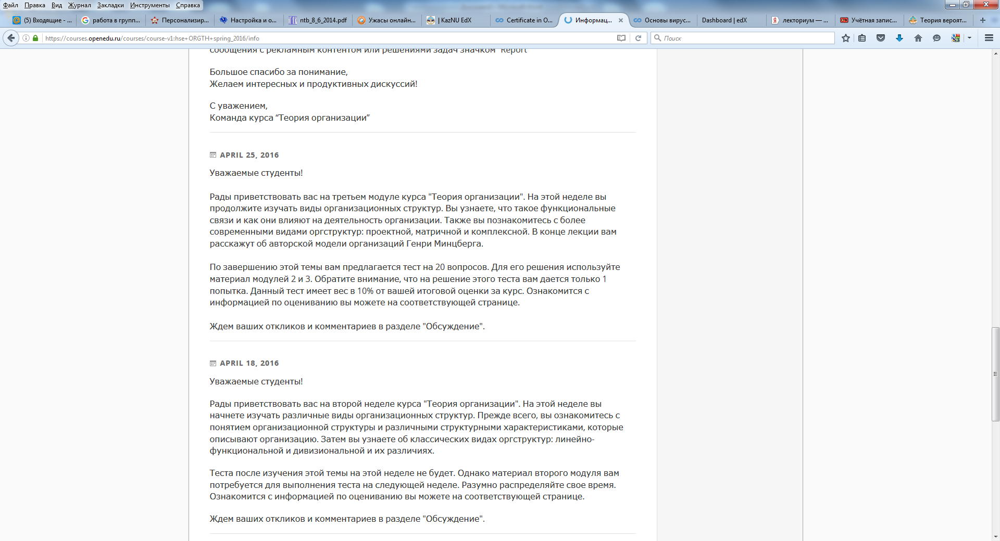 Файл Правка Вид Журнал Закладки Инструменты Справка
(5) Входящие - ... работа в групп... Персонализир... Настройка и о... ntb_8_6_2014.pdf Ужасы онлайн... | KazNU EdX Certificate in O... Информац... Основы вирус... Dashboard | edX лекториум — ... Учётная запис... Теория вероят...
https://courses.openedu.ru/courses/course-v1:hse+ORGTH+spring_2016/info Поиск
сообщения с рекламным контентом или решениями задач значком "Report"
Большое спасибо за понимание,
Желаем интересных и продуктивных дискуссий!
С уважением,
Команда курса “Теория организации”
APRIL 25, 2016
Уважаемые студенты!
Рады приветствовать вас на третьем модуле курса "Теория организации". На этой неделе вы
продолжите изучать виды организационных структур. Вы узнаете, что такое функциональные
связи и как они влияют на деятельность организации. Также вы познакомитесь с более
современными видами оргструктур: проектной, матричной и комплексной. В конце лекции вам
расскажут об авторской модели организаций Генри Минцберга.
По завершению этой темы вам предлагается тест на 20 вопросов. Для его решения используйте
материал модулей 2 и 3. Обратите внимание, что на решение этого теста вам дается только 1
попытка. Данный тест имеет вес в 10% от вашей итоговой оценки за курс. Ознакомится с
информацией по оцениванию вы можете на соответствующей странице.
Ждем ваших откликов и комментариев в разделе "Обсуждение".
APRIL 18, 2016
Уважаемые студенты!
Рады приветствовать вас на второй неделе курса "Теория организации". На этой неделе вы
начнете изучать различные виды организационных структур. Прежде всего, вы ознакомитесь с
понятием организационной структуры и различными структурными характеристиками, которые
описывают организацию. Затем вы узнаете об классических видах оргструктур: линейно-
функциональной и дивизиональной и их различиях.
Теста после изучения этой темы на этой неделе не будет. Однако материал второго модуля вам
потребуется для выполнения теста на следующей неделе. Разумно распределяйте свое время.
Ознакомится с информацией по оцениванию вы можете на соответствующей странице.
Ждем ваших откликов и комментариев в разделе "Обсуждение".